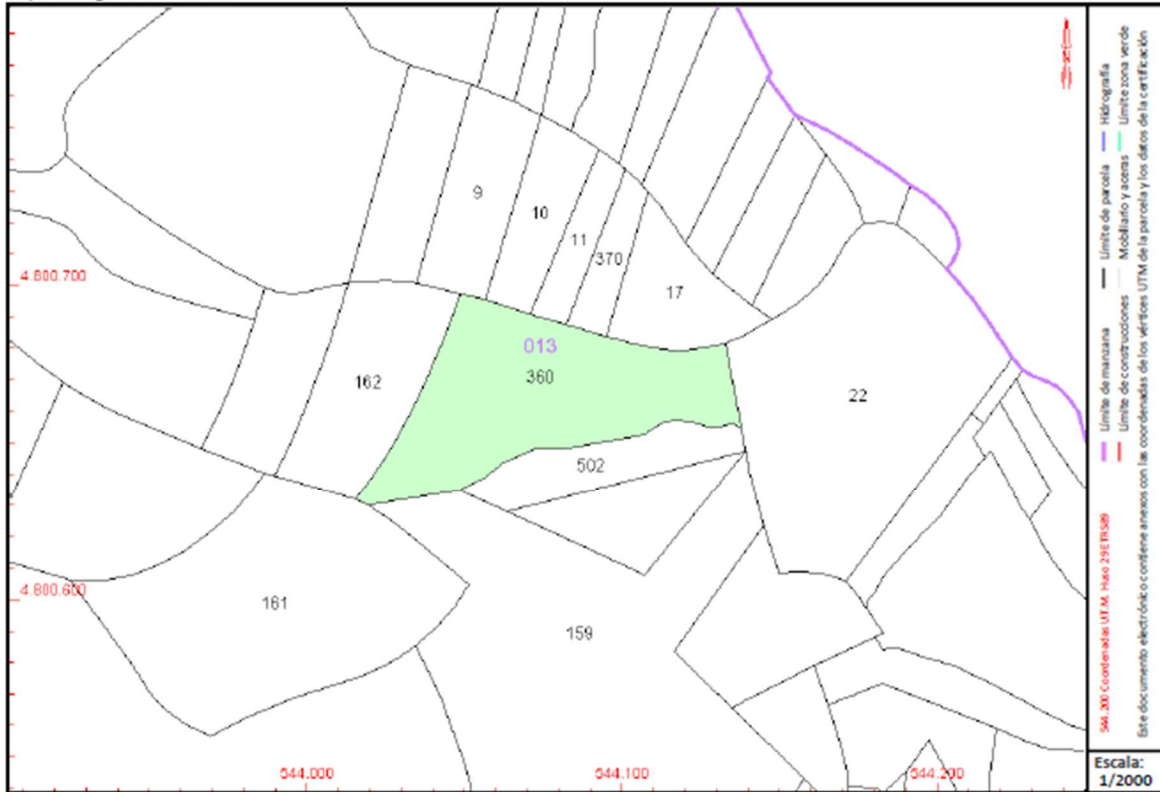 9
10
11
370
4.800.700
17
013
360
162
22
502
4.800.600
161
159
544.000
544.100
544.200
Límite de manzana
Límite de parcela
Hidrografía
Límite de construcciones
Mobiliario y aceras
Límite zona verde
544.200 Coordenadas U.T.M. Huso 29 ETRS89
Este documento electrónico contiene anexos con las coordenadas de los vértices UTM de la parcela y los datos de la certificación
Escala:
1/2000